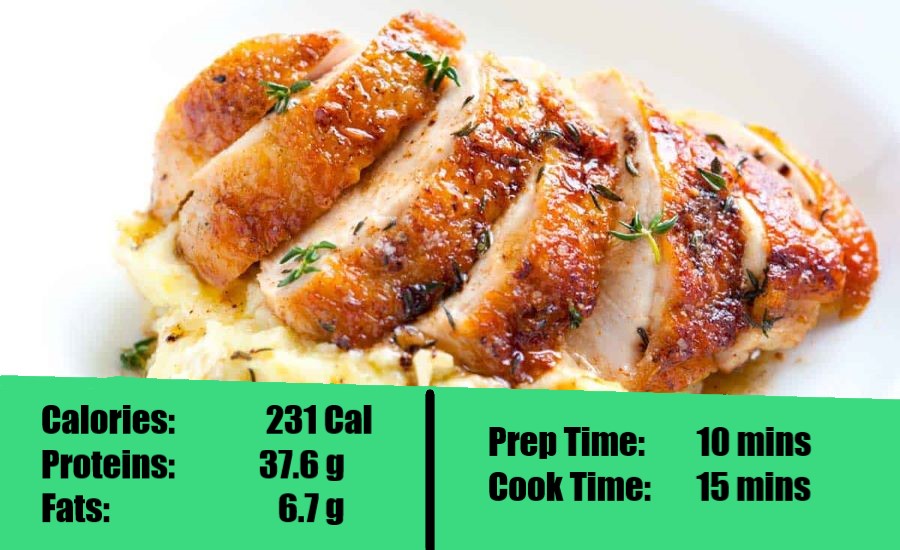 Calories: 231 Cal
Proteins: 37.6 g
Fats: 6.7 g
Prep Time: 10 mins
Cook Time: 15 mins